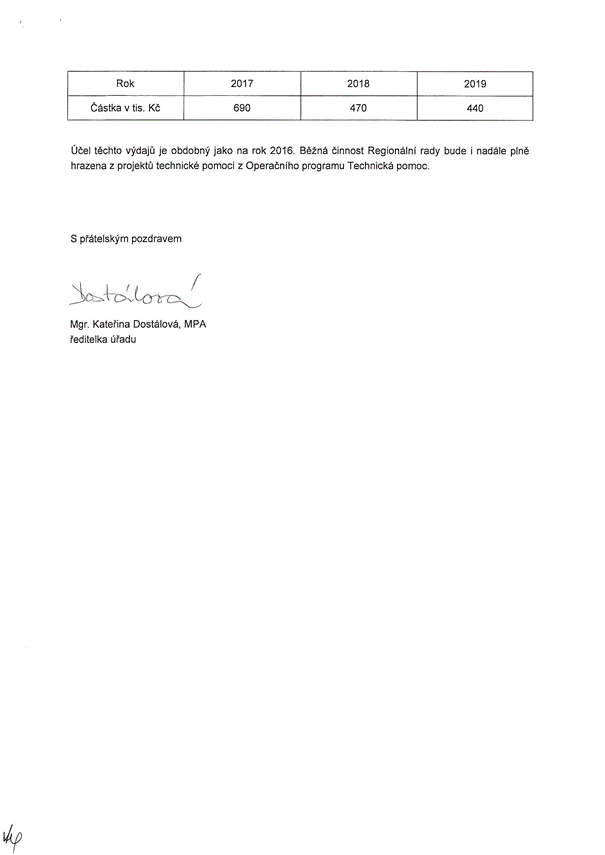 Rok 2017 2018 2019
Částka v tis. Kč 690 470 440
Účel těchto výdajů je obdobný jako na rok 2016. Běžná činnost Regionální rady bude i nadále plně
hrazena z projektů technické pomoci z Operačního programu Technická pomoc.
S přátelským pozdravem
Dostálová
Mgr. Kateřina Dostálová, MPA
ředitelka úřadu